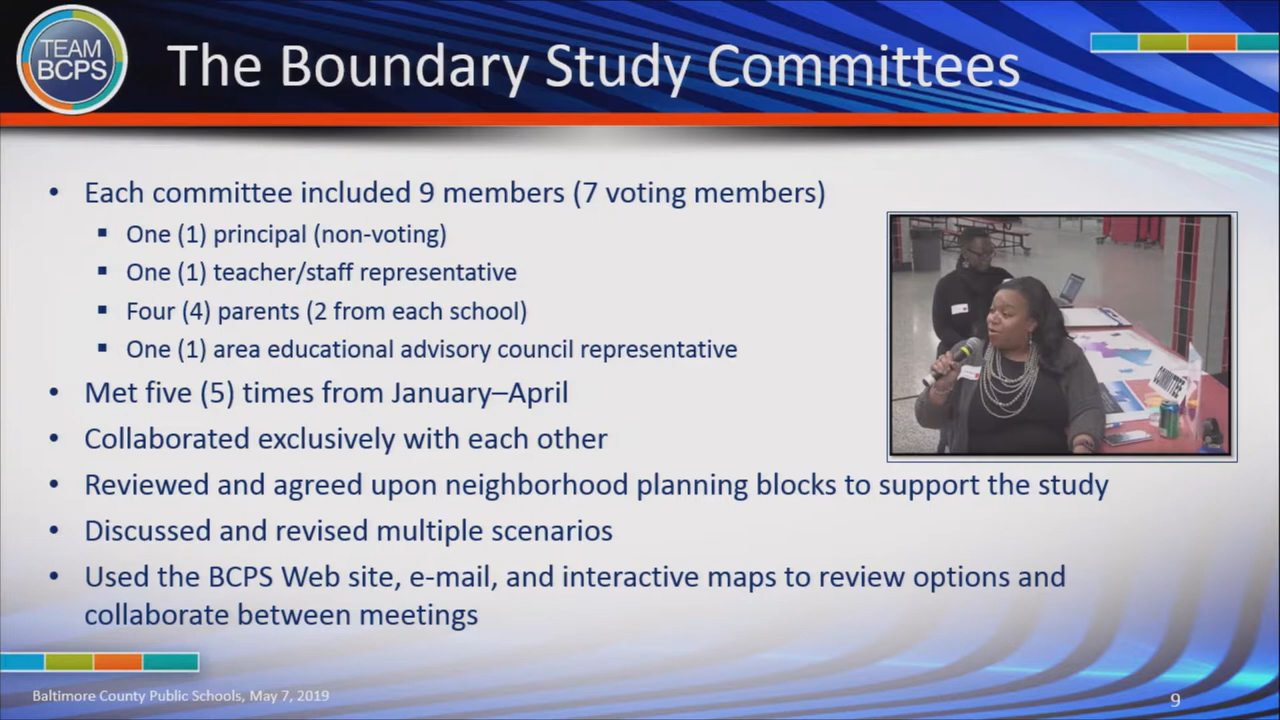 TEAM
BCPS
The Boundary Study Committees
• Each committee included 9 members (7 voting members)
▪ One (1) principal (non-voting)
▪ One (1) teacher/staff representative
▪ Four (4) parents (2 from each school)
▪ One (1) area educational advisory council representative
• Met five (5) times from January–April
• Collaborated exclusively with each other
• Reviewed and agreed upon neighborhood planning blocks to support the study
• Discussed and revised multiple scenarios
• Used the BCPS Web site, e-mail, and interactive maps to review options and
collaborate between meetings
COMMITTEE
Baltimore County Public Schools, May 7, 2019
9